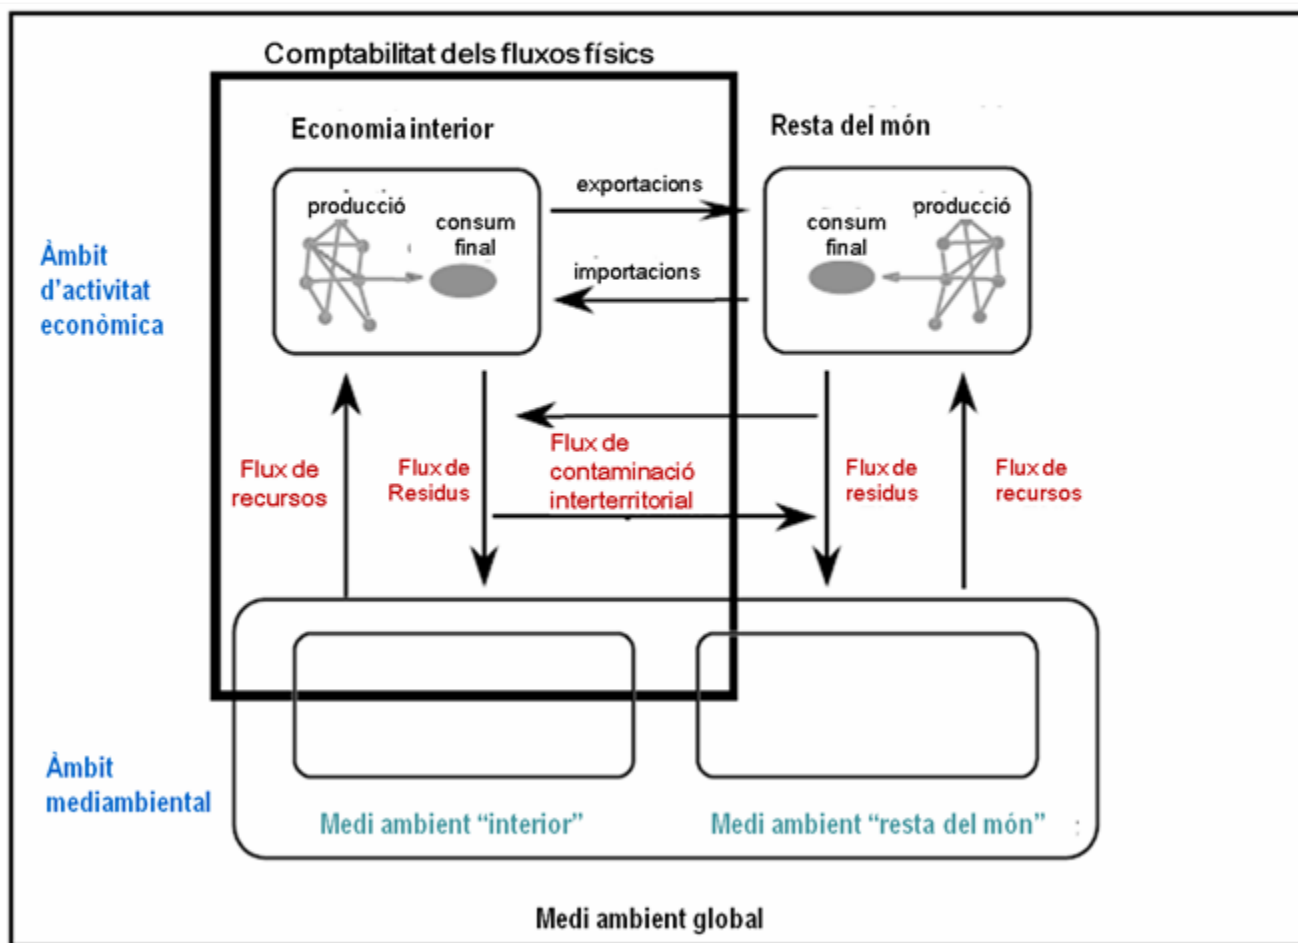 Comptabilitat dels fluxos físics
Economia interior
Resta del món
producció
consum
final
exportacions
importacions
consum
final
producció
Àmbit
d’activitat
econòmica
Flux de
recursos
Flux de
Residus
Flux de
contaminació
interterritorial
Flux de
residus
Flux de
recursos
Àmbit
mediambiental
Medi ambient “interior”
Medi ambient “resta del món”
Medi ambient global